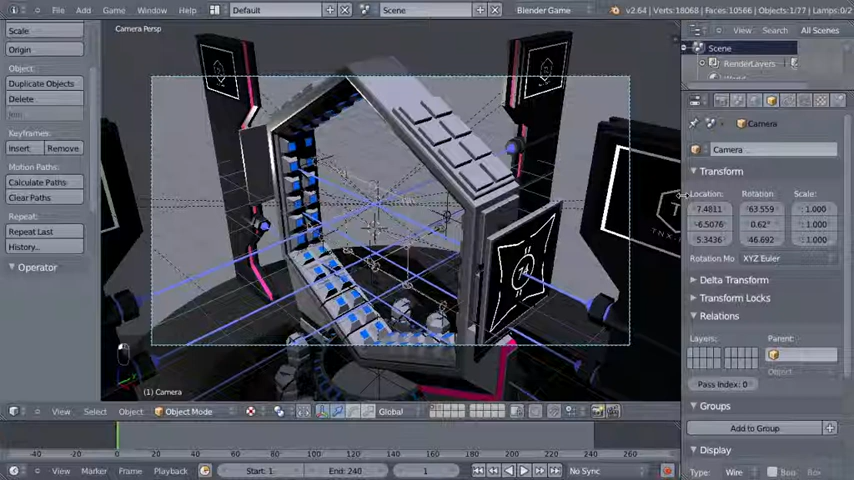 File Add Game Window Help Default Scene Blender Game v2.64 | Verts:18068 | Faces:10566 | Objects:1/77 | Lamps:0/2
Scale
Origin
Object:
Duplicate Objects
Delete
Join
Keyframes:
Insert Remove
Motion Paths:
Calculate Paths
Clear Paths
Repeat:
Repeat Last
History...
Operator
Camera Persp
(1) Camera
View Select Object Object Mode Global
-40 -20 0 20 40 60 80 100 120 140 160 180 200 220 240 260
View Marker Frame Playback Start: 1 End: 240 1 No Sync
View Search All Scenes
Scene
RenderLayers
World
Camera
Camera
Transform
Location: Rotation: Scale:
-7.4811 63.559 1.000
-6.5076 0.62° 1.000
5.3436 -46.692 1.000
Rotation Mo XYZ Euler
Delta Transform
Transform Locks
Relations
Layers: Parent:
Pass Index: 0
Groups
Add to Group
Display
Type: Wire Bou